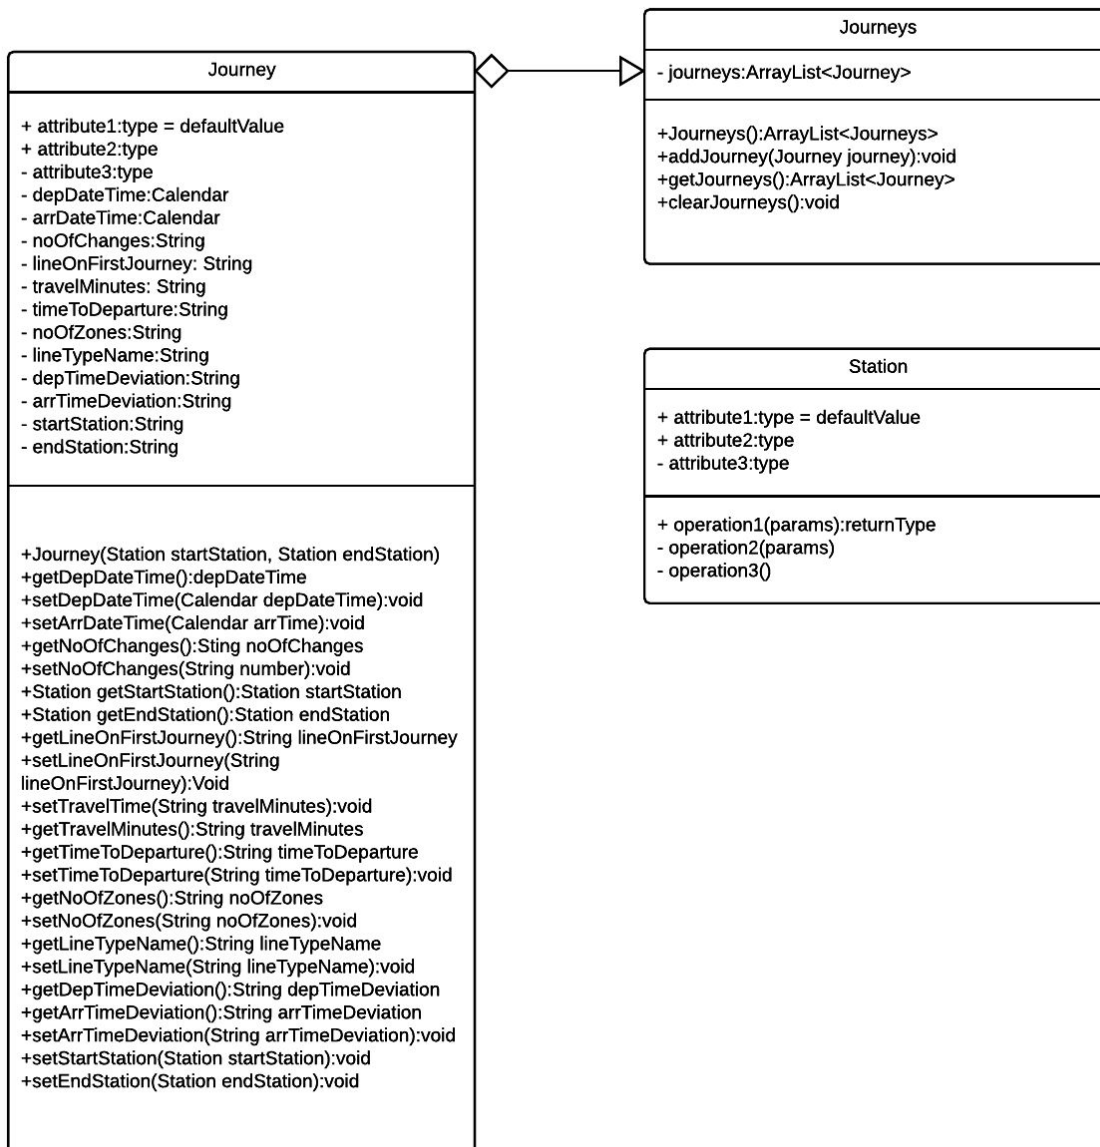 Journey
+ attribute1:type = defaultValue
+ attribute2:type
- attribute3:type
- depDateTime:Calendar
- arrDateTime:Calendar
- noOfChanges:String
- lineOnFirstJourney: String
- travelMinutes: String
- timeToDeparture:String
- noOfZones:String
- lineTypeName:String
- depTimeDeviation:String
- arrTimeDeviation:String
- startStation:String
- endStation:String
+Journey(Station startStation, Station endStation)
+getDepDateTime():depDateTime
+setDepDateTime(Calendar depDateTime):void
+setArrDateTime(Calendar arrTime):void
+getNoOfChanges():Sting noOfChanges
+setNoOfChanges(String number):void
+Station getStartStation():Station startStation
+Station getEndStation():Station endStation
+getLineOnFirstJourney():String lineOnFirstJourney
+setLineOnFirstJourney(String
lineOnFirstJourney):Void
+setTravelTime(String travelMinutes):void
+getTravelMinutes():String travelMinutes
+getTimeToDeparture():String timeToDeparture
+setTimeToDeparture(String timeToDeparture):void
+getNoOfZones():String noOfZones
+setNoOfZones(String noOfZones):void
+getLineTypeName():String lineTypeName
+setLineTypeName(String lineTypeName):void
+getDepTimeDeviation():String depTimeDeviation
+getArrTimeDeviation():String arrTimeDeviation
+setArrTimeDeviation(String arrTimeDeviation):void
+setStartStation(Station startStation):void
+setEndStation(Station endStation):void
Journeys
- journeys:ArrayList<Journey>
+Journeys():ArrayList<Journeys>
+addJourney(Journey journey):void
+getJourneys():ArrayList<Journey>
+clearJourneys():void
Station
+ attribute1:type = defaultValue
+ attribute2:type
- attribute3:type
+ operation1(params):returnType
- operation2(params)
- operation3()